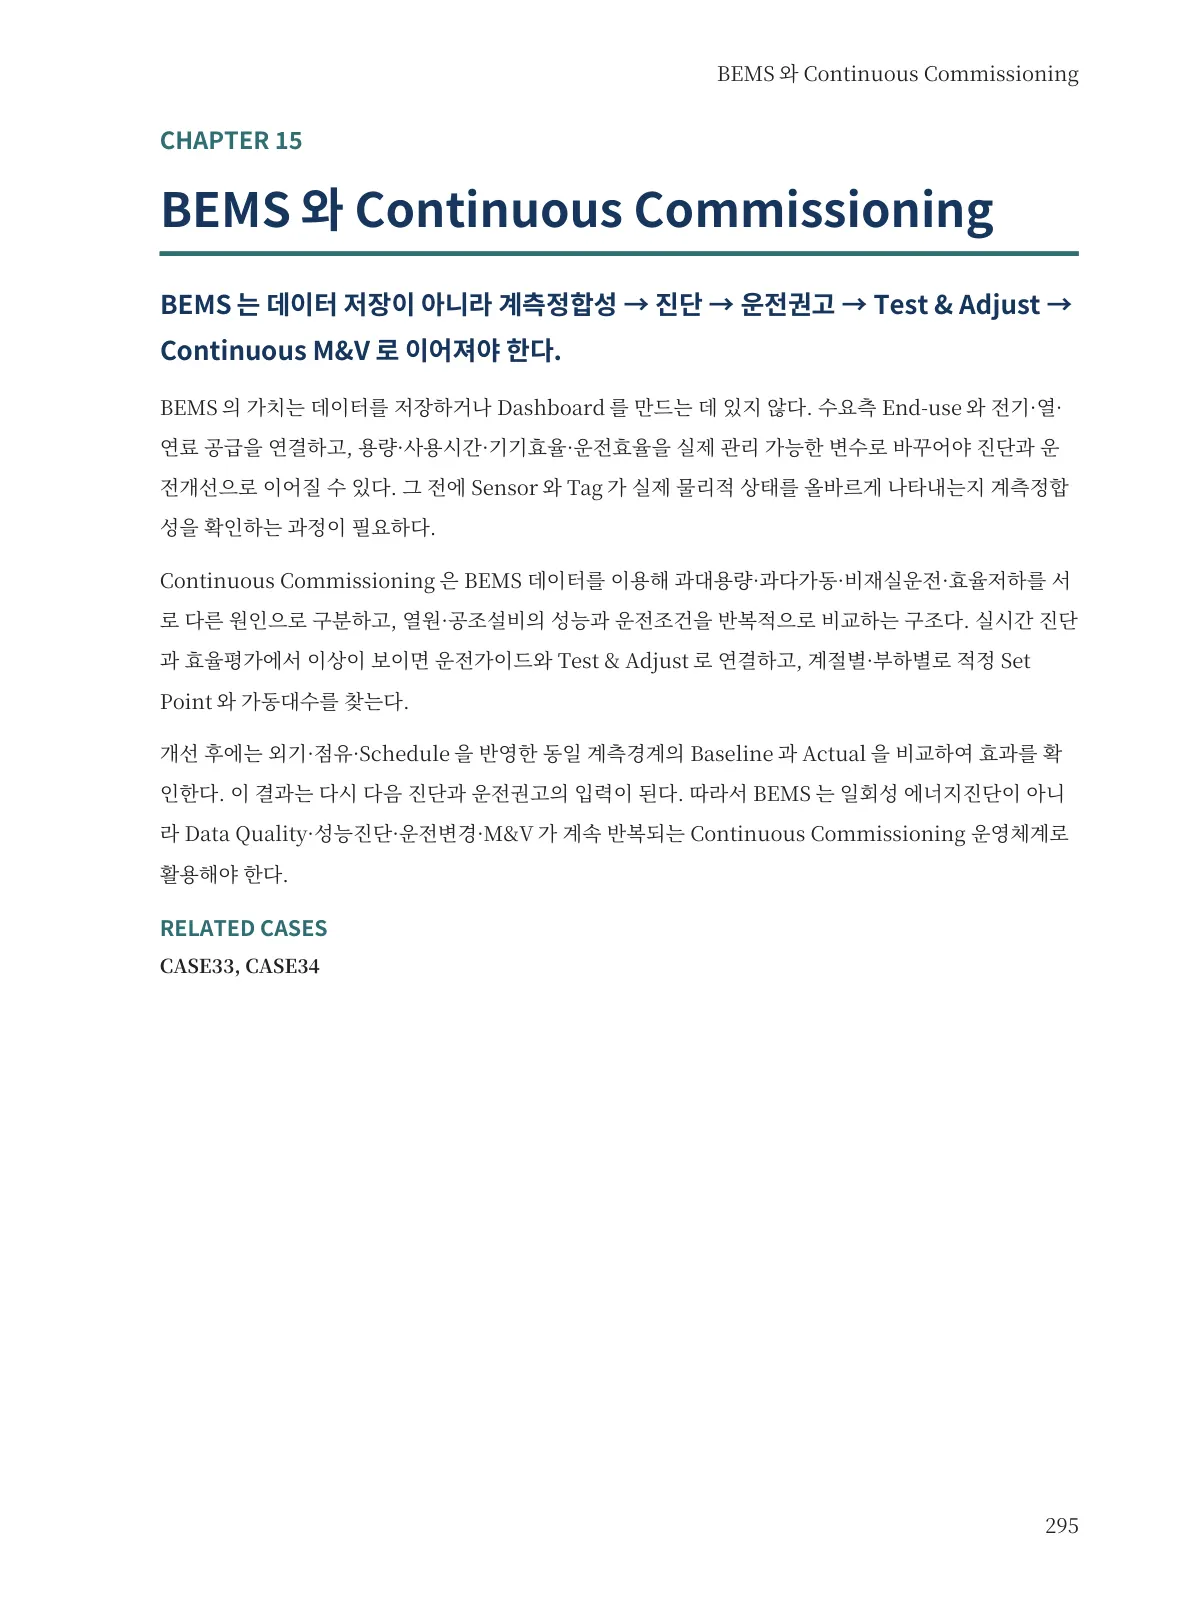 BEMS 와 Continuous Commissioning
CHAPTER 15
BEMS 와 Continuous Commissioning
BEMS 는 데이터 저장이 아니라 계측정합성 → 진단 → 운전권고 → Test & Adjust →
Continuous M&V 로 이어져야 한다.
BEMS 의 가치는 데이터를 저장하거나 Dashboard 를 만드는 데 있지 않다. 수요측 End-use 와 전기·열·
연료 공급을 연결하고, 용량·사용시간·기기효율·운전효율을 실제 관리 가능한 변수로 바꾸어야 진단과 운
전개선으로 이어질 수 있다. 그 전에 Sensor 와 Tag 가 실제 물리적 상태를 올바르게 나타내는지 계측정합
성을 확인하는 과정이 필요하다.
Continuous Commissioning 은 BEMS 데이터를 이용해 과대용량·과다가동·비재실운전·효율저하를 서
로 다른 원인으로 구분하고, 열원·공조설비의 성능과 운전조건을 반복적으로 비교하는 구조다. 실시간 진단
과 효율평가에서 이상이 보이면 운전가이드와 Test & Adjust 로 연결하고, 계절별·부하별로 적정 Set
Point 와 가동대수를 찾는다.
개선 후에는 외기·점유·Schedule 을 반영한 동일 계측경계의 Baseline 과 Actual 을 비교하여 효과를 확
인한다. 이 결과는 다시 다음 진단과 운전권고의 입력이 된다. 따라서 BEMS 는 일회성 에너지진단이 아니
라 Data Quality·성능진단·운전변경·M&V 가 계속 반복되는 Continuous Commissioning 운영체계로
활용해야 한다.
RELATED CASES
CASE33, CASE34
295